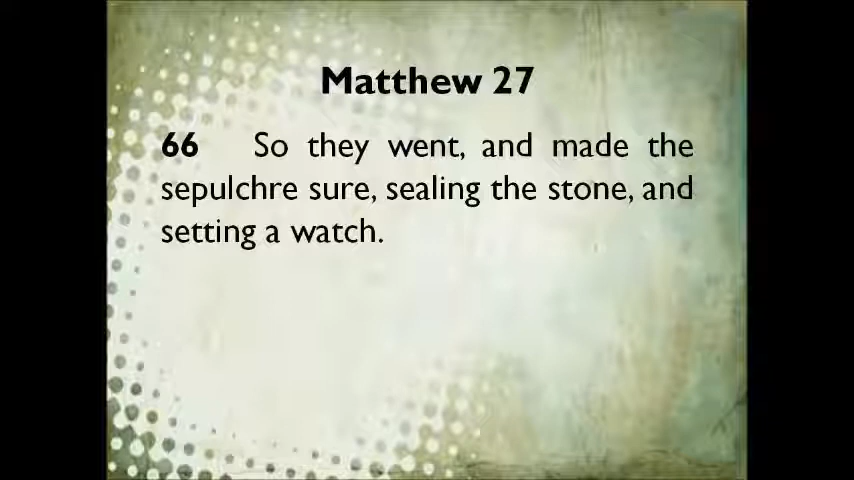 Matthew 27
66 So they went, and made the
sepulchre sure, sealing the stone, and
setting a watch.